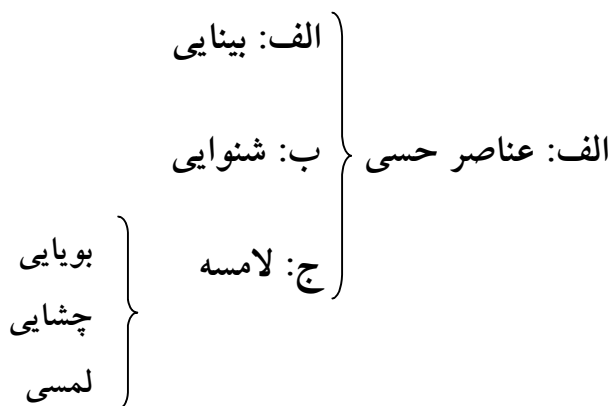 الف: عناصر حسی
الف: بینایی
ب: شنوایی
ج: لامسه
بویایی
چشایی
لمسی